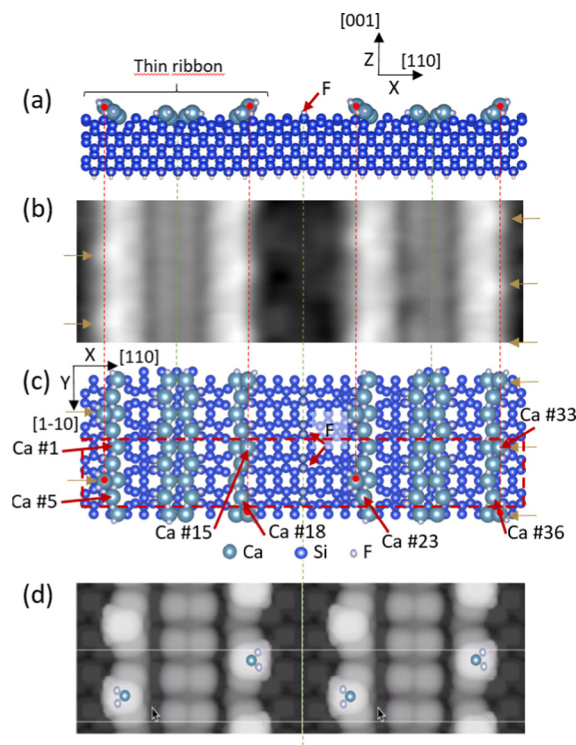 [001]
Z [110]
X
Thin ribbon
(a) F
(b)
(c) X [110]
Y
[1-10]
F
Ca #33
Ca #1
Ca #5
Ca #15
Ca #18
Ca #23
Ca #36
Ca Si F
(d)